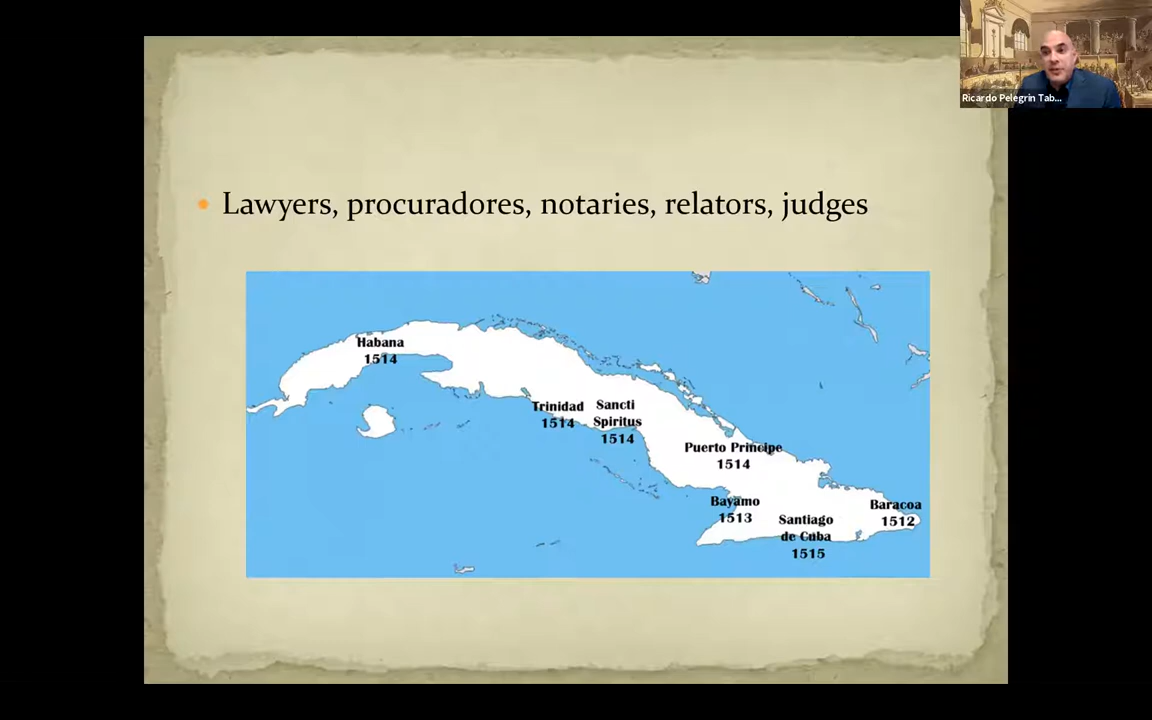 Ricardo Pelegrin Tab...
Lawyers, procuradores, notaries, relators, judges
Habana
1514
Trinidad
1514
Sancti
Spiritus
1514
Puerto Principe
1514
Bayamo
1513
Santiago
de Cuba
1515
Baracoa
1512